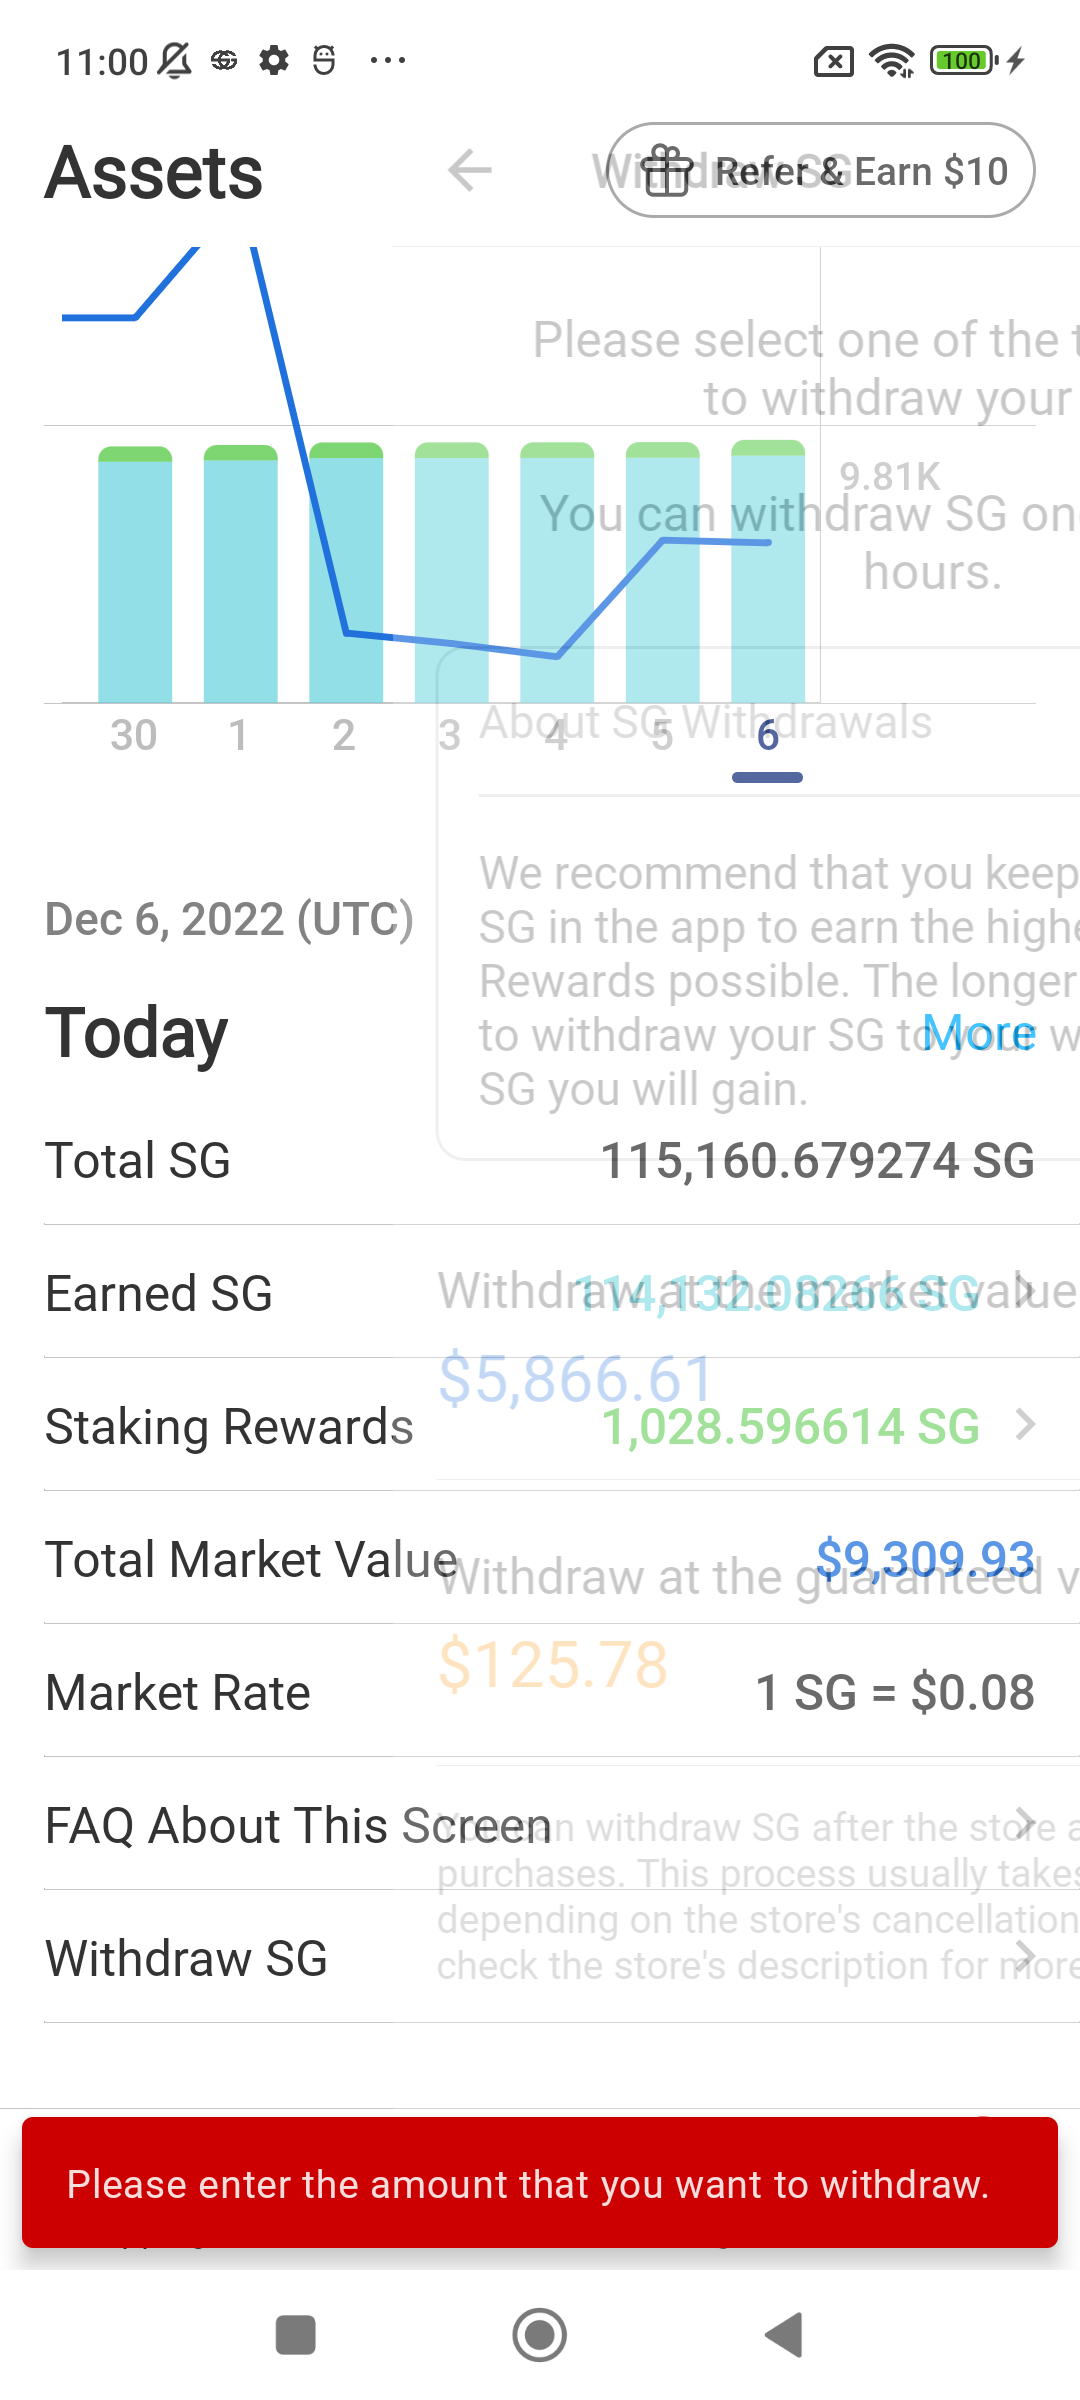 11:00
100
Assets
Refer & Earn $10
Withdraw SG
Please select one of the t
to withdraw your
9.81K
You can withdraw SG on
hours.
About SG Withdrawals
30 1 2 3 4 5 6
We recommend that you keep
Dec 6, 2022 (UTC)
SG in the app to earn the highe
Rewards possible. The longer
Today
More
to withdraw your SG to your w
SG you will gain.
Total SG
115,160.679274 SG
Earned SG
114,132.08266 SG
Withdraw at the market value
$5,866.61
Staking Rewards
1,028.596614 SG
Total Market Value
$9,309.93
Withdraw at the guaranteed v
$125.78
Market Rate
1 SG = $0.08
FAQ About This Screen
You can withdraw SG after the store a
purchases. This process usually takes
depending on the store's cancellation
Withdraw SG
check the store's description for more
Please enter the amount that you want to withdraw.